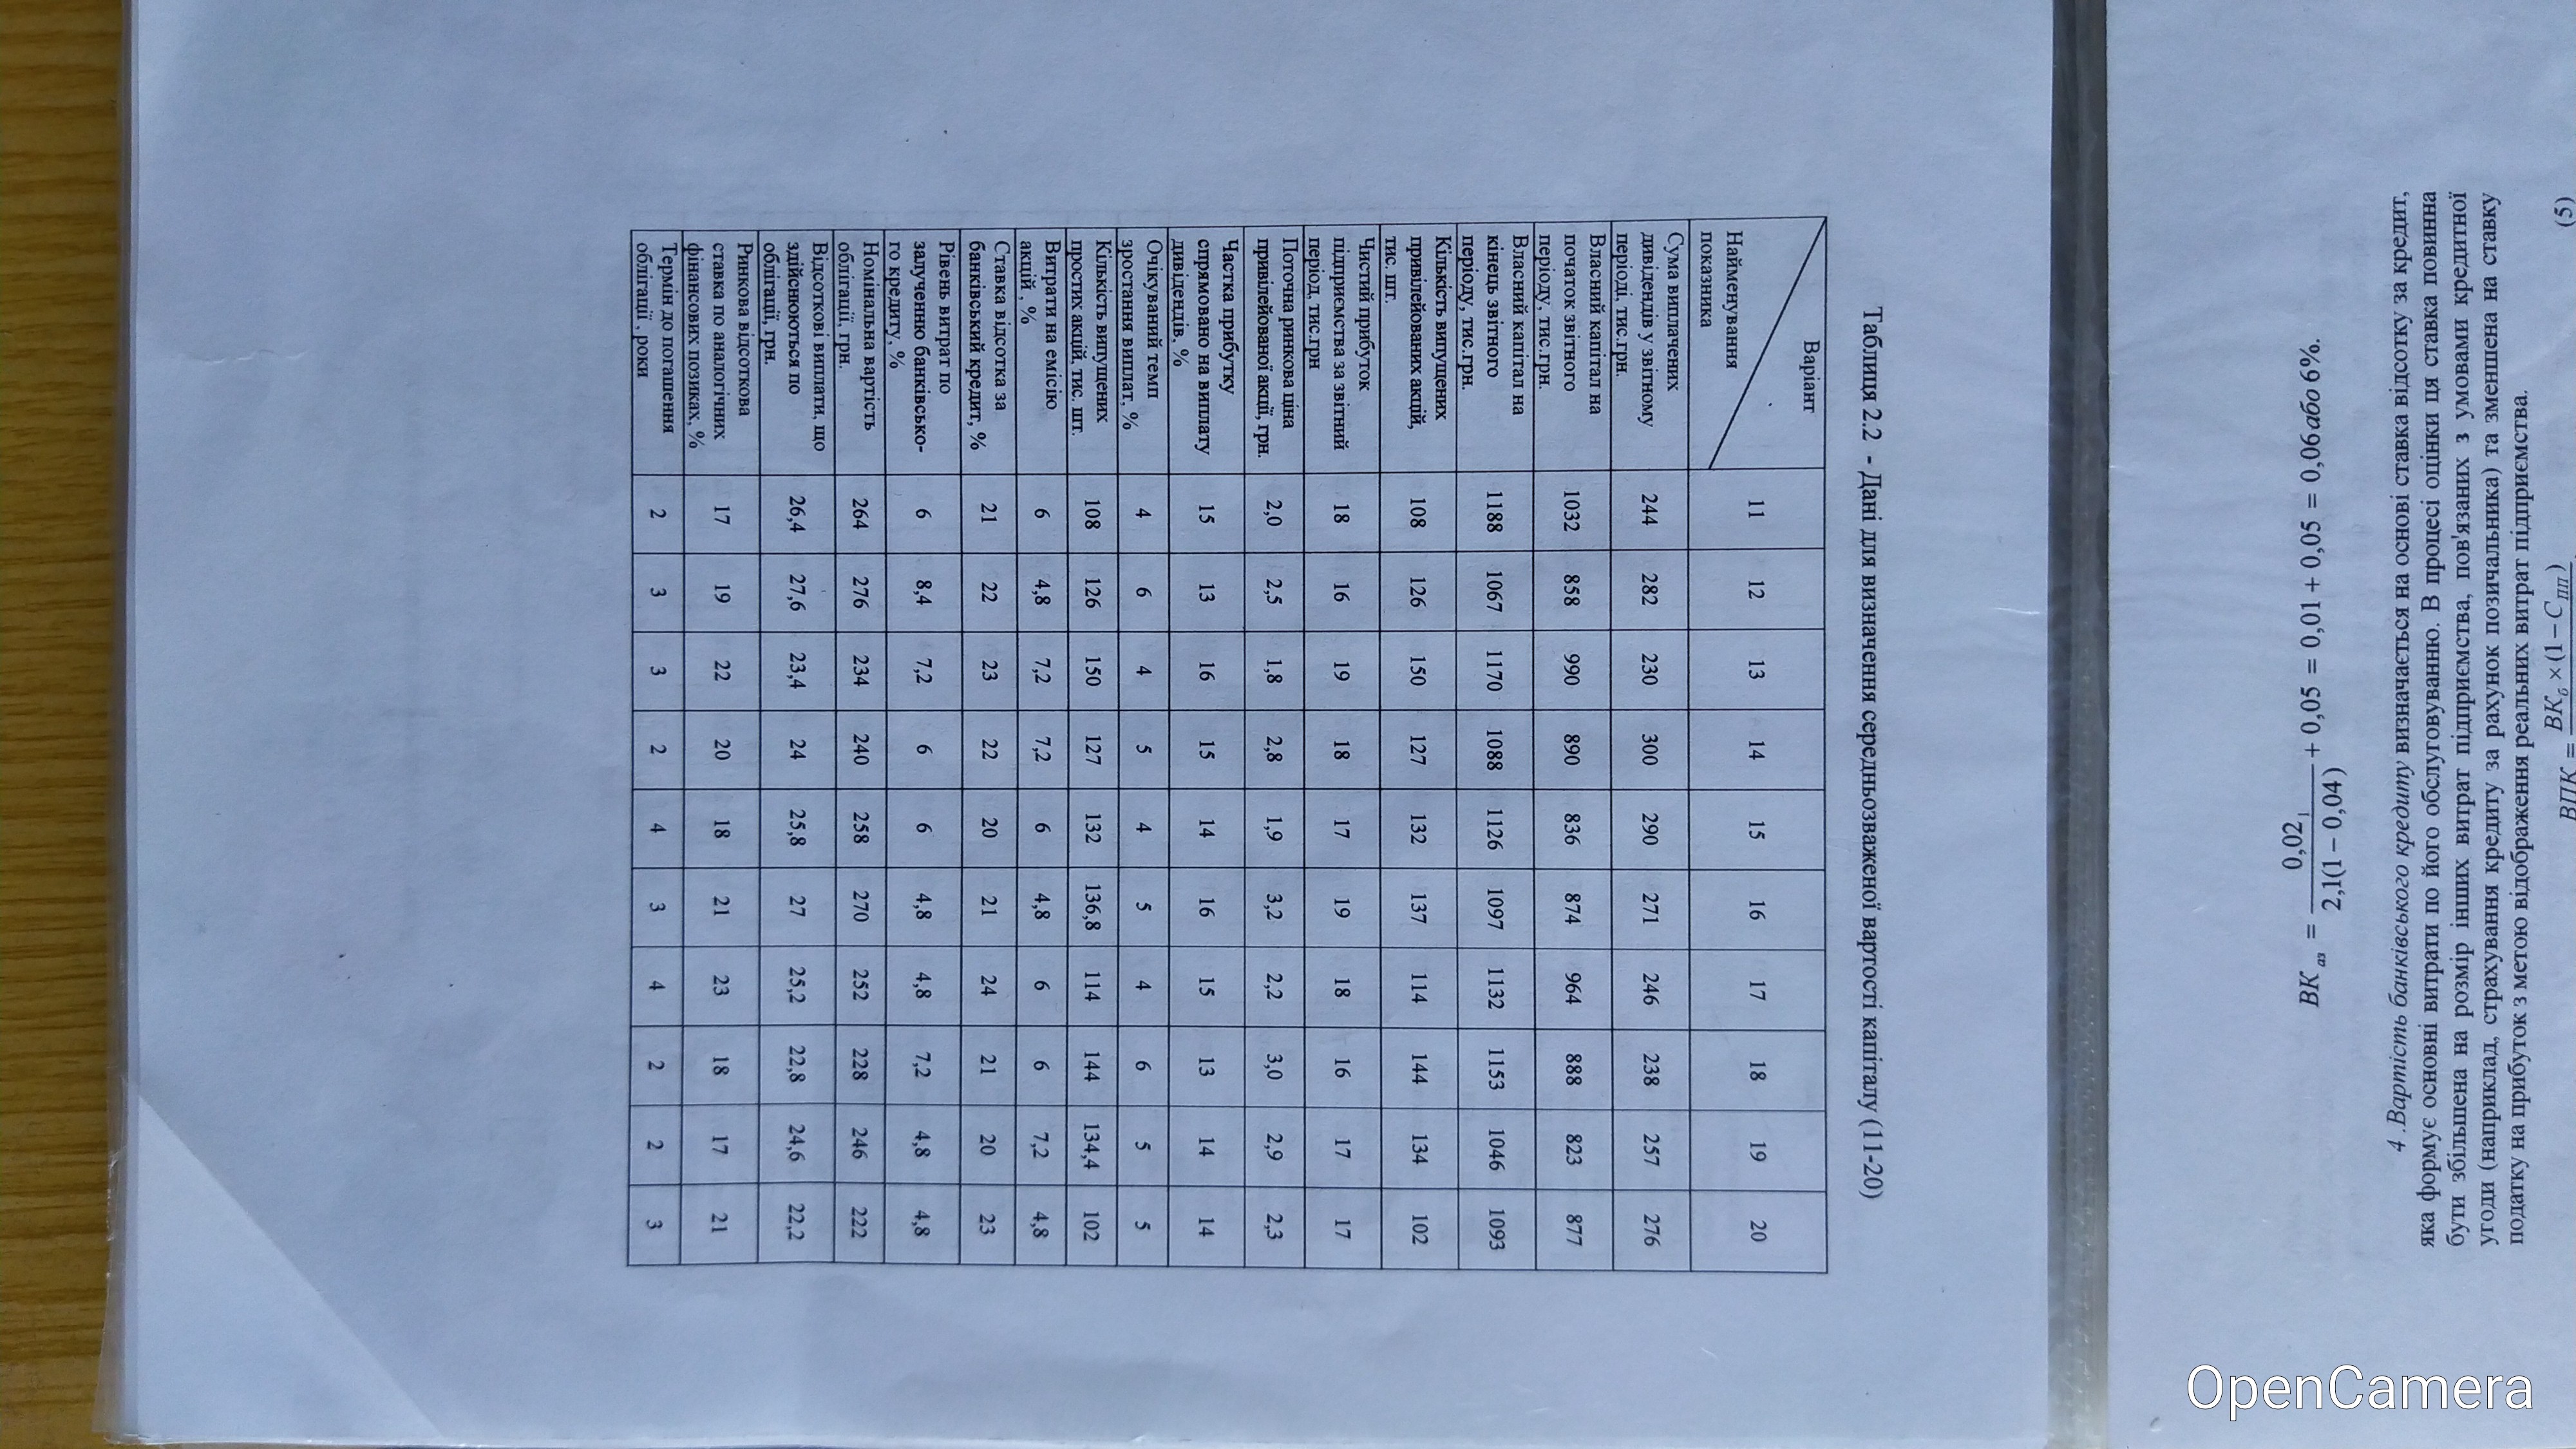 Таблиця 2.2 - Дані для визначення середньозваженої вартості капіталу (11-20)
Варіант
Найменування
показника
11 12 13 14 15 16 17 18 19 20
Сума виплачених
дивідендів у звітному
періоді, тис.грн.
244 282 230 300 290 271 246 238 257 276
Власний капітал на
початок звітного
періоду, тис.грн.
1032 858 990 890 836 874 964 888 823 877
Власний капітал на
кінець звітного
періоду, тис.грн.
1188 1067 1170 1088 1126 1097 1132 1153 1046 1093
Кількість випущених
привілейованих акцій,
тис. шт.
108 126 150 127 132 137 114 144 134 102
Чистий прибуток
підприємства за звітний
період, тис.грн
18 16 19 18 17 19 18 16 17 17
Поточна ринкова ціна
привілейованої акції, грн.
2,0 2,5 1,8 2,8 1,9 3,2 2,2 3,0 2,9 2,3
Частка прибутку
спрямовано на виплату
дивідендів, %
15 13 16 15 14 16 15 13 14 14
Очікуваний темп
зростання виплат, %
4 6 4 5 4 5 4 6 5 5
Кількість випущених
простих акцій, тис. шт.
108 126 150 127 132 136,8 114 144 134,4 102
Витрати на емісію
акцій , %
6 4,8 7,2 7,2 6 4,8 6 6 7,2 4,8
Ставка відсотка за
банківський кредит, %
21 22 23 22 20 21 24 21 20 23
Рівень витрат по
залученню банківсько-
го кредиту, %
6 8,4 7,2 6 6 4,8 4,8 7,2 4,8 4,8
Номінальна вартість
облігації, грн.
264 276 234 240 258 270 252 228 246 222
Відсоткові виплати, що
здійснюються по
облігації, грн.
26,4 27,6 23,4 24 25,8 27 25,2 22,8 24,6 22,2
Ринкова відсоткова
ставка по аналогічних
фінансових позиках, %
17 19 22 20 18 21 23 18 17 21
Термін до погашення
облігації , роки
2 3 3 2 4 3 4 2 2 3
ВК аз = 0,02 / 2,1(1 – 0,04) + 0,05 = 0,01 + 0,05 = 0,06 або 6%.
4 .Вартість банківського кредиту визначається на основі ставка відсотку за кредит,
яка формує основні витрати по його обслуговуванню. В процесі оцінки ця ставка повинна
бути збільшена на розмір інших витрат підприємства, пов'язаних з умовами кредитної
угоди (наприклад, страхування кредиту за рахунок позичальника) та зменшена на ставку
податку на прибуток з метою відображення реальних витрат підприємства.
ВПК = ВКб × (1 – Спп)
(5)
OpenCamera